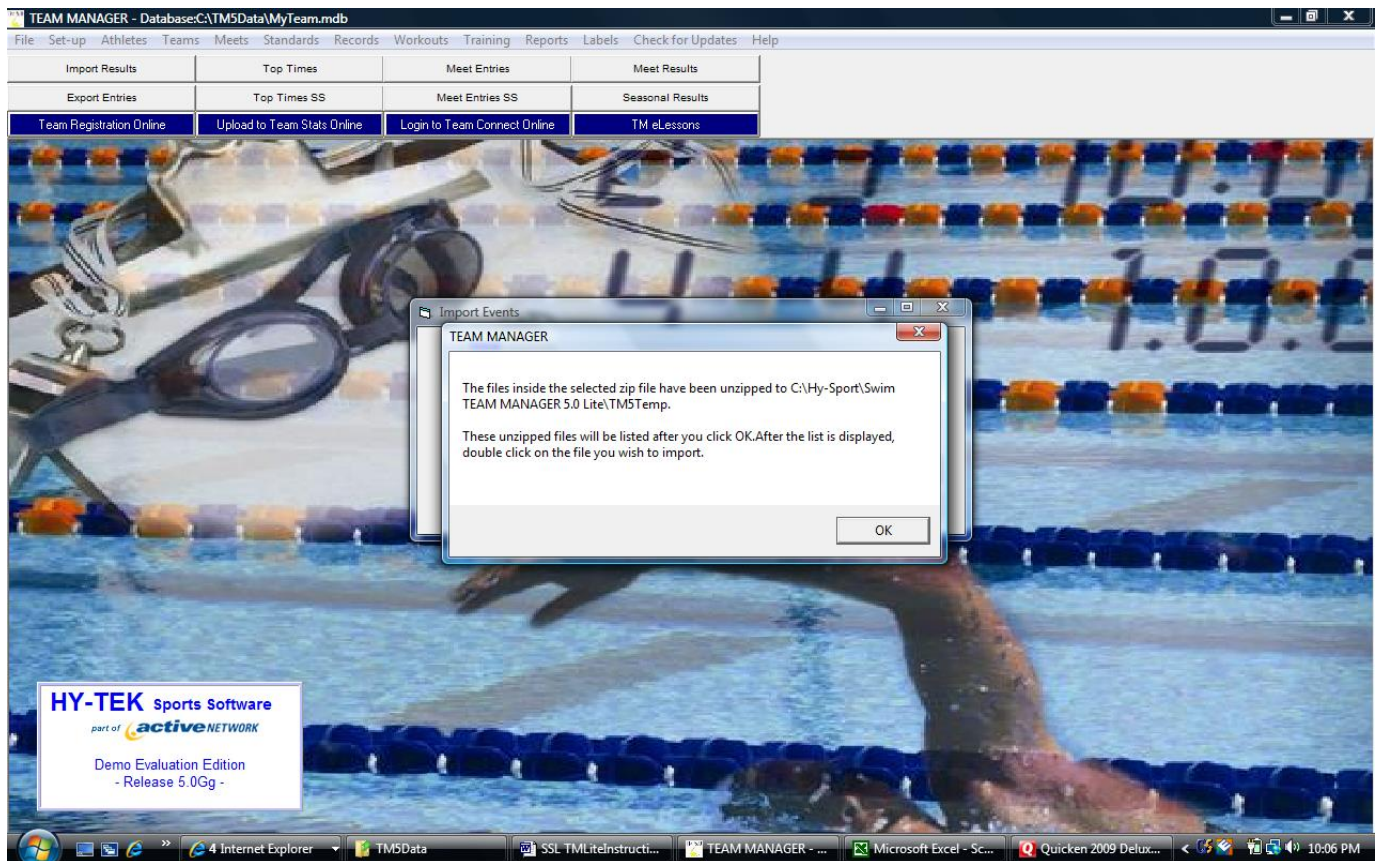 TEAM MANAGER - Database:C:\TM5Data\MyTeam.mdb
File Set-up Athletes Teams Meets Standards Records Workouts Training Reports Labels Check for Updates Help
Import Results Top Times Meet Entries Meet Results
Export Entries Top Times SS Meet Entries SS Seasonal Results
Team Registration Online Upload to Team Stats Online Login to Team Connect Online TM eLessons
Import Events
TEAM MANAGER
The files inside the selected zip file have been unzipped to C:\Hy-Sport\Swim
TEAM MANAGER 5.0 Lite\TM5Temp.
These unzipped files will be listed after you click OK.After the list is displayed,
double click on the file you wish to import.
OK
HY-TEK Sports Software
part of active NETWORK
Demo Evaluation Edition
- Release 5.0Gg -
4 Internet Explorer TM5Data SSL TMLiteInstructi... TEAM MANAGER - ... Microsoft Excel - Sc... Quicken 2009 Delux... 10:06 PM